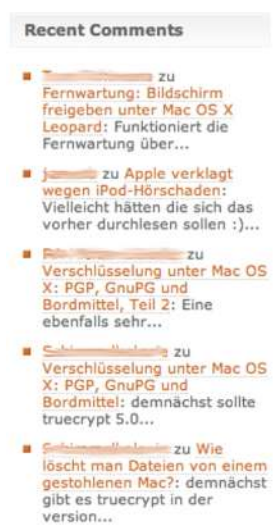 Recent Comments
zu
Fernwartung: Bildschirm
freigeben unter Mac OS X
Leopard: Funktioniert die
Fernwartung über...
zu Apple verklagt
wegen iPod-Hörschaden:
Vielleicht hätten die sich das
vorher durchlesen sollen :)...
zu
Verschlüsselung unter Mac OS
X: PGP, GnuPG und
Bordmittel, Teil 2: Eine
ebenfalls sehr...
zu
Verschlüsselung unter Mac OS
X: PGP, GnuPG und
Bordmittel: demnächst sollte
truecrypt 5.0...
zu Wie
löscht man Dateien von einem
gestohlenen Mac?: demnächst
gibt es truecrypt in der
version...